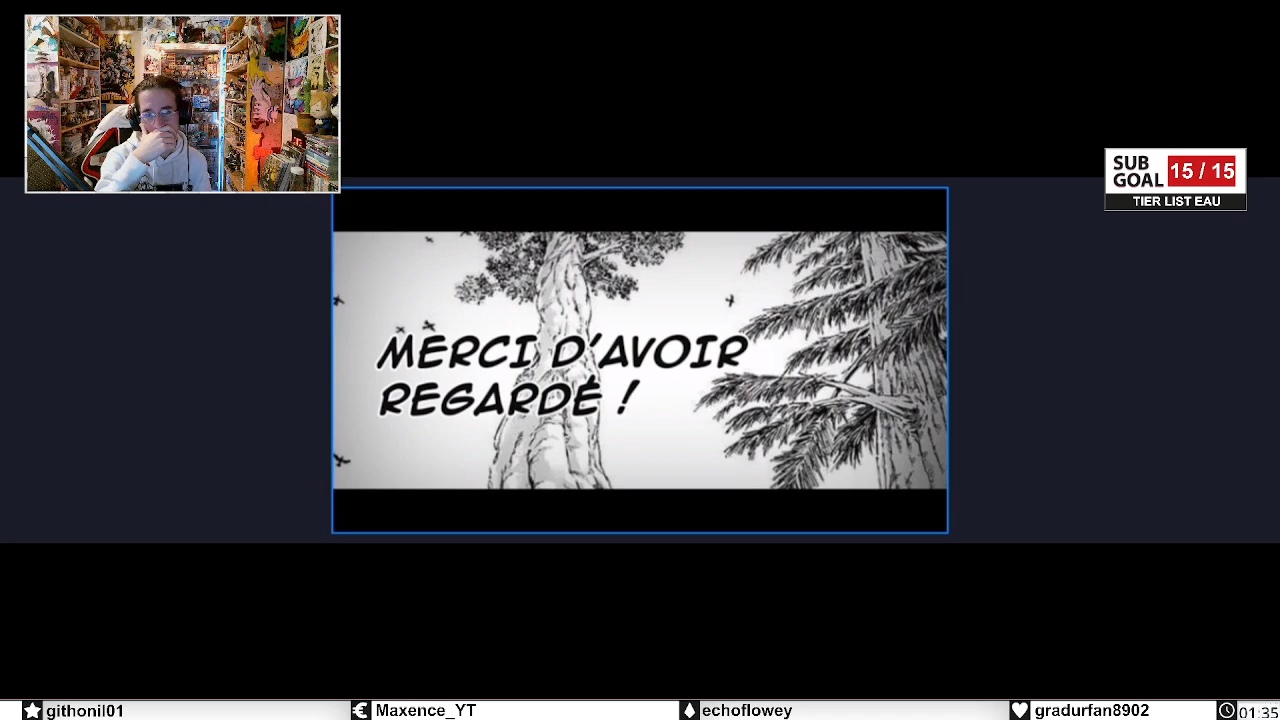 SUB GOAL 15 / 15
TIER LIST EAU
MERCI D'AVOIR
REGARDÉ !
githonil01
Maxence_YT
echoflowey
gradurfan8902
01:35